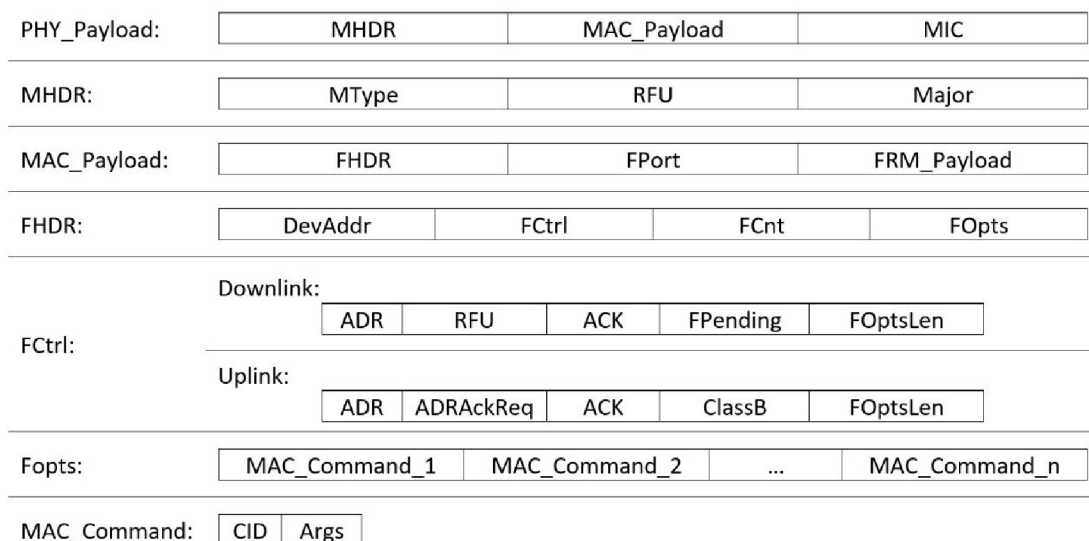 PHY_Payload: MHDR MAC_Payload MIC
MHDR: MType RFU Major
MAC_Payload: FHDR FPort FRM_Payload
FHDR: DevAddr FCtrl FCnt FOpts
Downlink:
ADR RFU ACK FPending FOptsLen
FCtrl:
Uplink:
ADR ADRAckReq ACK ClassB FOptsLen
Fopts: MAC_Command_1 MAC_Command_2 ... MAC_Command_n
MAC_Command: CID Args